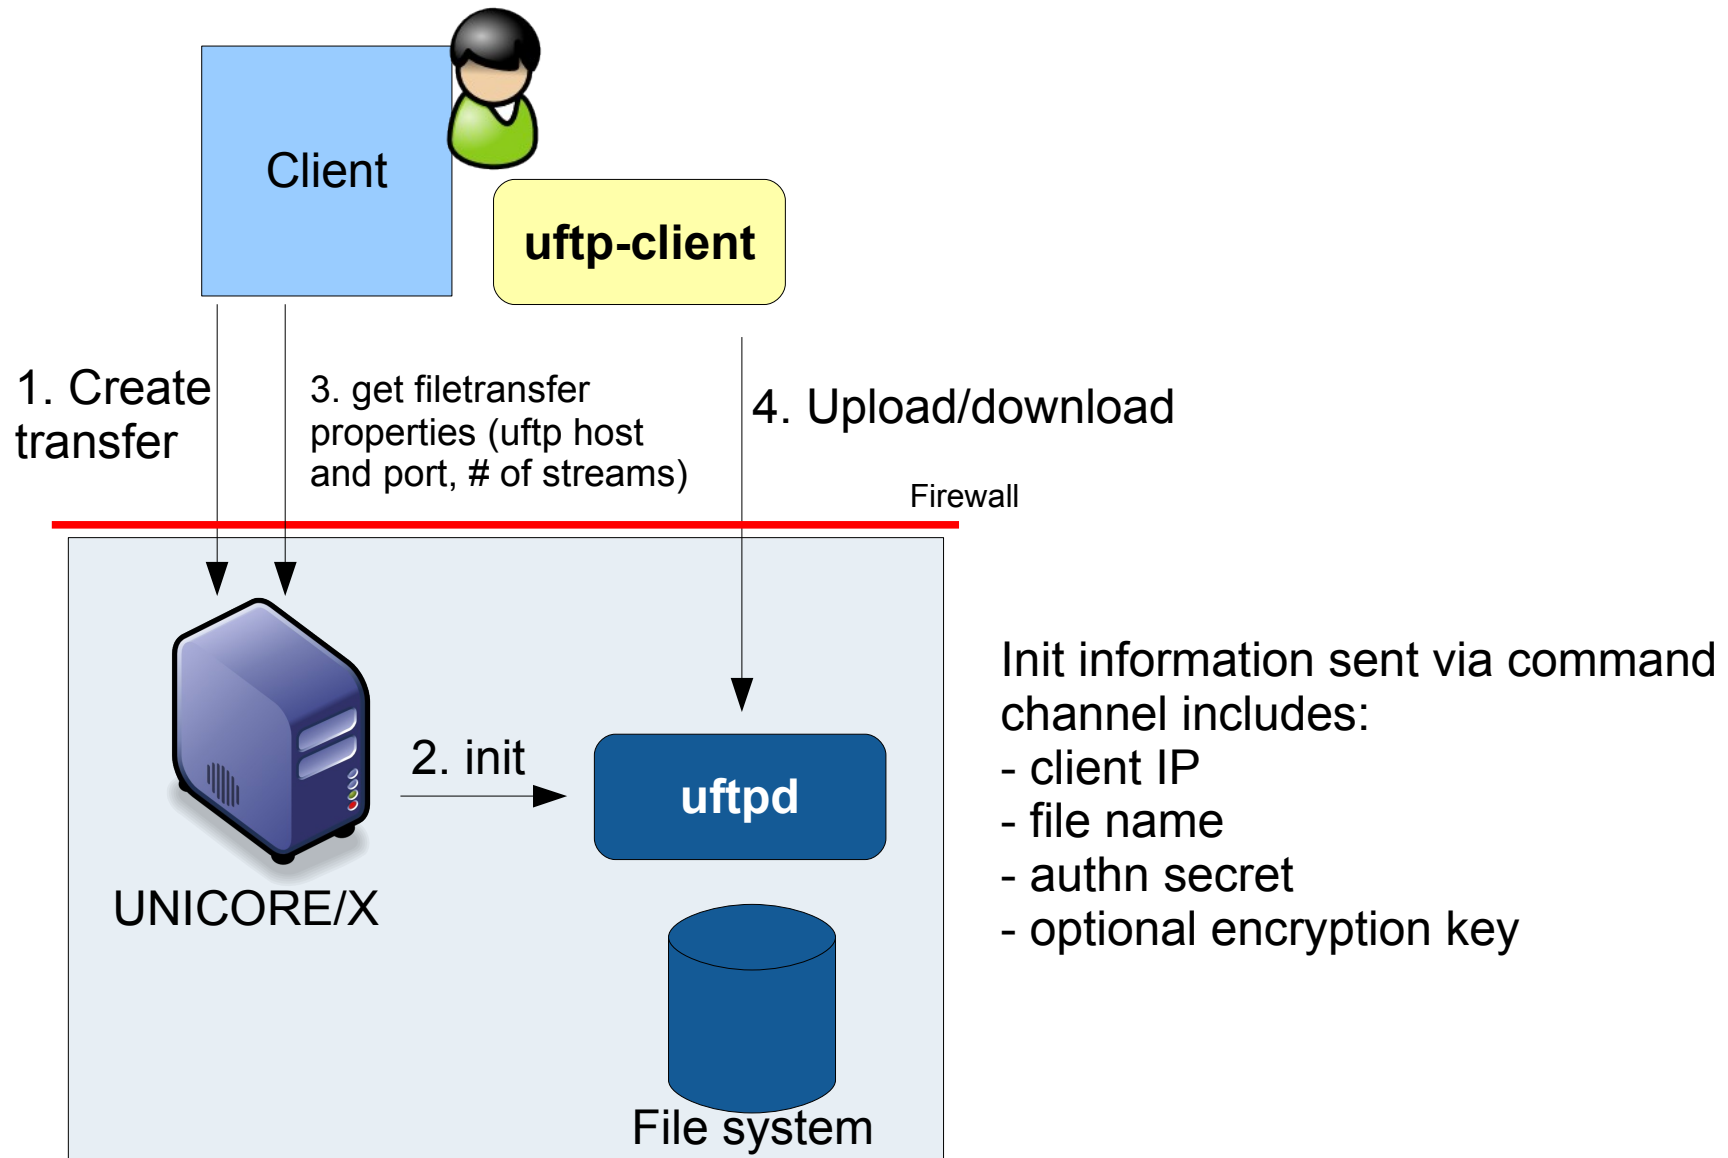 Client
uftp-client
1. Create
transfer
3. get filetransfer
properties (uftp host
and port, # of streams)
4. Upload/download
Firewall
2. init
uftpd
UNICORE/X
File system
Init information sent via command
channel includes:
- client IP
- file name
- authn secret
- optional encryption key